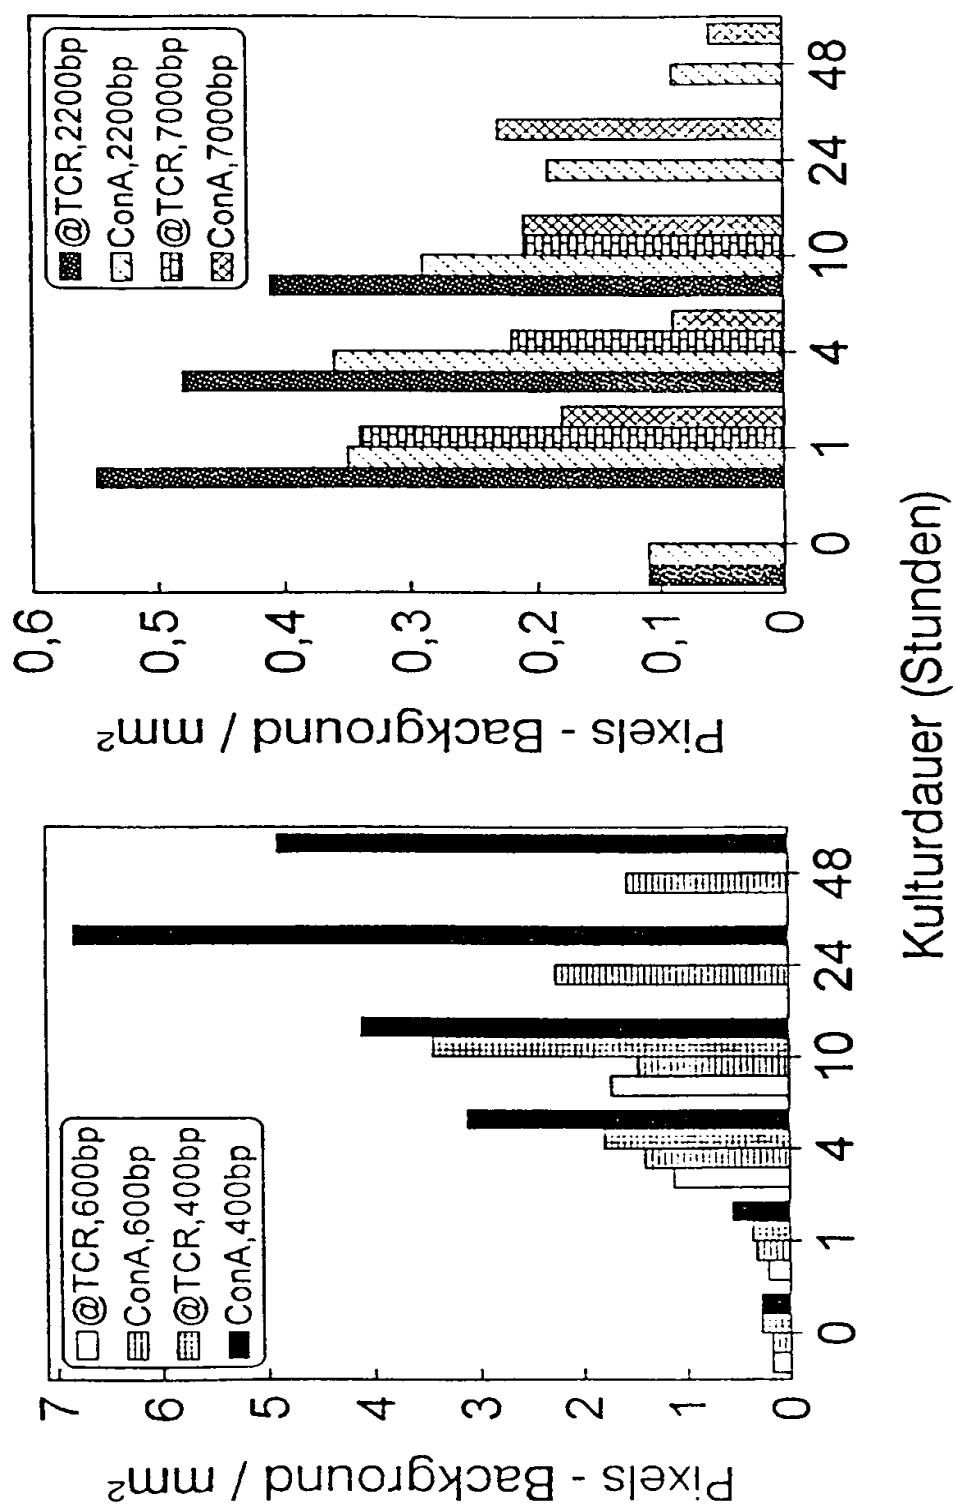 Pixels - Background / mm²
7
6
5
4
3
2
1
0
@TCR,600bp
ConA,600bp
@TCR,400bp
ConA,400bp
0 1 4 10 24 48
Pixels - Background / mm²
0,6
0,5
0,4
0,3
0,2
0,1
0
@TCR,2200bp
ConA,2200bp
@TCR,7000bp
ConA,7000bp
0 1 4 10 24 48
Kulturdauer (Stunden)